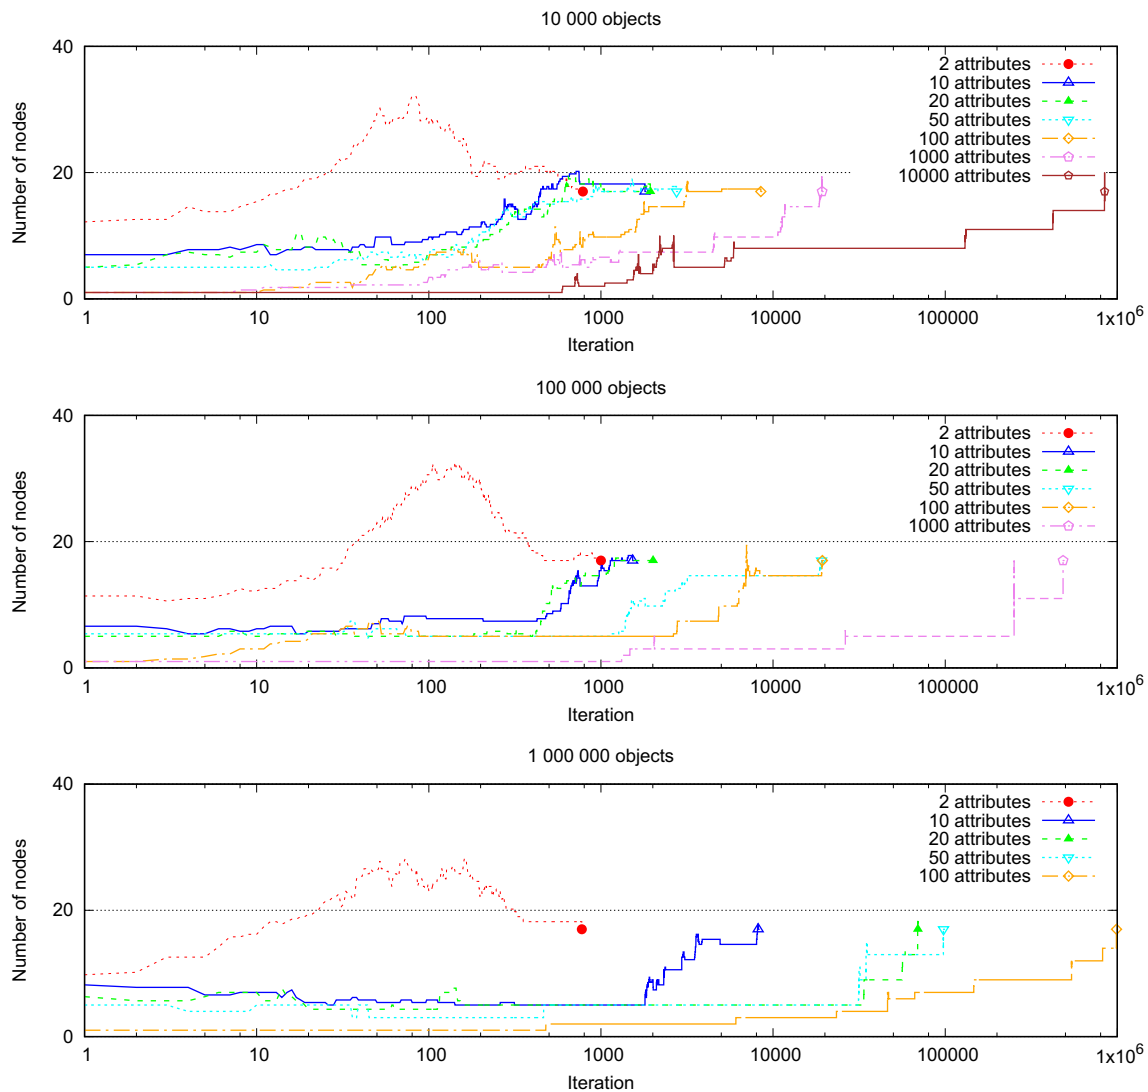 10 000 objects
40
30
20
10
0
Number of nodes
2 attributes
10 attributes
20 attributes
50 attributes
100 attributes
1000 attributes
10000 attributes
1 10 100 1000 10000 100000 1x10^6
Iteration
100 000 objects
40
20
0
Number of nodes
2 attributes
10 attributes
20 attributes
50 attributes
100 attributes
1000 attributes
1 10 100 1000 10000 100000 1x10^6
Iteration
1 000 000 objects
40
20
0
Number of nodes
2 attributes
10 attributes
20 attributes
50 attributes
100 attributes
1 10 100 1000 10000 100000 1x10^6
Iteration